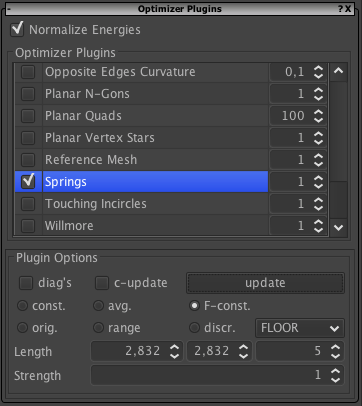 - Optimizer Plugins ? X
Normalize Energies
Optimizer Plugins
Opposite Edges Curvature 0,1
Planar N-Gons 1
Planar Quads 100
Planar Vertex Stars 1
Reference Mesh 1
Springs 1
Touching Incircles 1
Willmore 1
Plugin Options
diag's c-update update
const. avg. F-const.
orig. range discr. FLOOR
Length 2,832 2,832 5
Strength 1